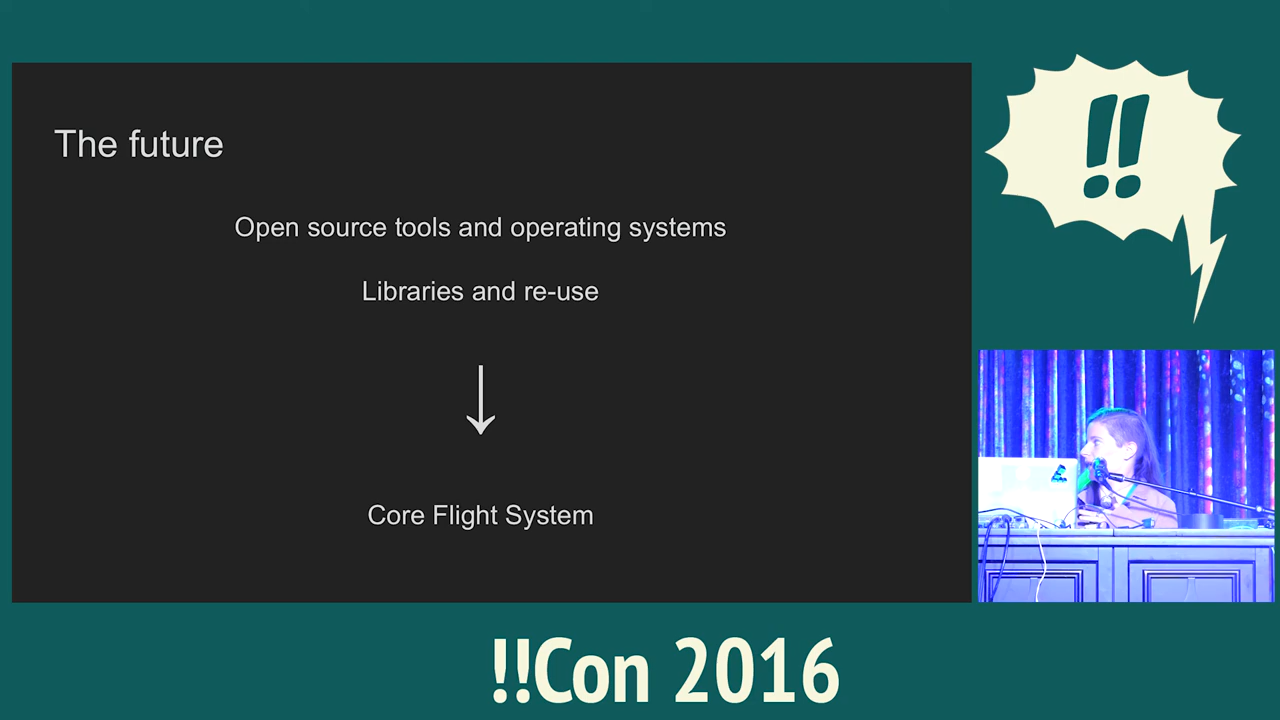 The future
Open source tools and operating systems
Libraries and re-use
↓
Core Flight System
!!
!!Con 2016